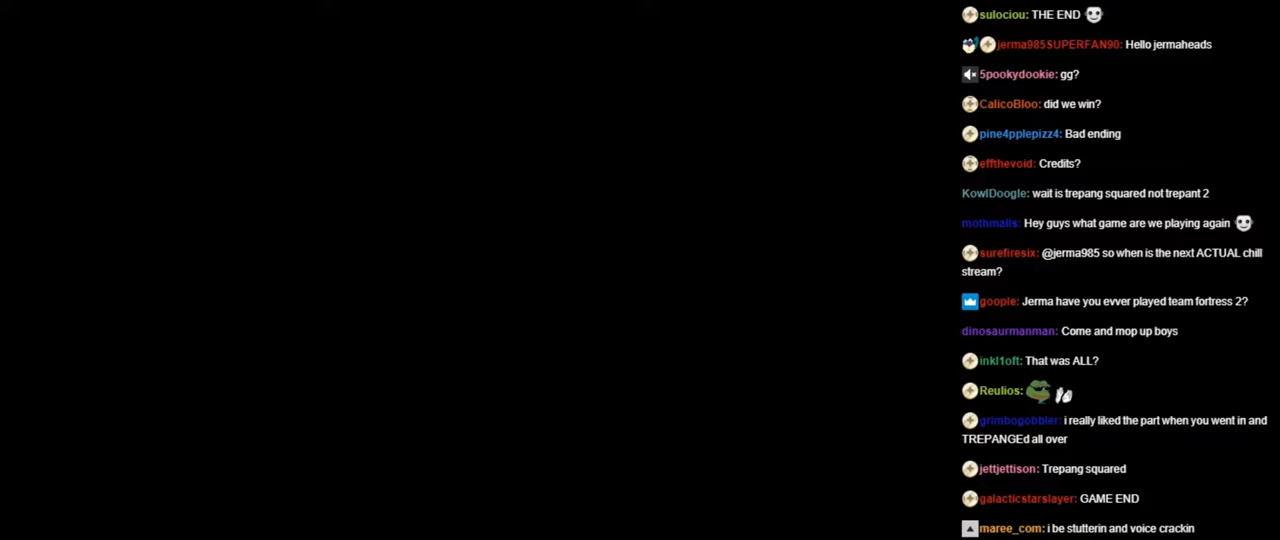 sulociou: THE END
jerma985SUPERFAN90: Hello jermaheads
5pookydookie: gg?
CalicoBloo: did we win?
pine4pplepizz4: Bad ending
effthevoid: Credits?
KowlDoogle: wait is trepang squared not trepant 2
mothmalls: Hey guys what game are we playing again
surefiresix: @jerma985 so when is the next ACTUAL chill
stream?
goople: Jerma have you evver played team fortress 2?
dinosaurmanman: Come and mop up boys
inkl1oft: That was ALL?
Reulios:
grimbogobbler: i really liked the part when you went in and
TREPANGEd all over
jettjettison: Trepang squared
galacticstarslayer: GAME END
maree_com: i be stutterin and voice crackin